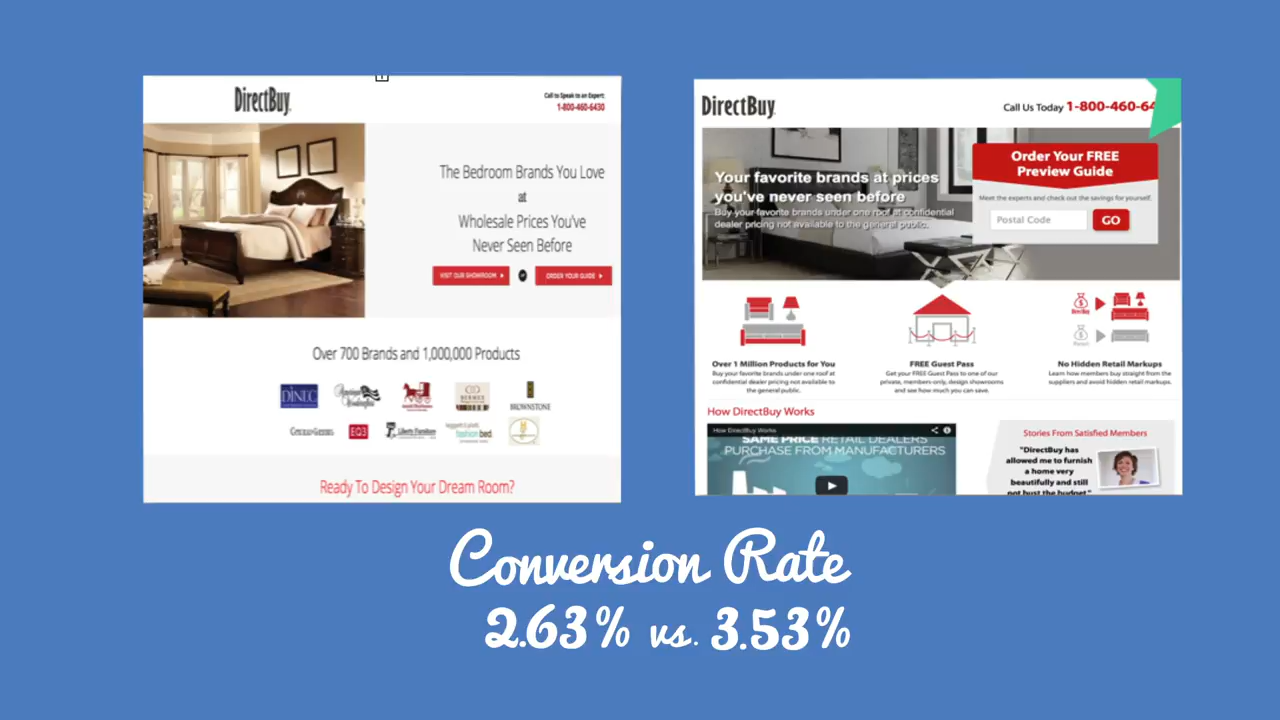 DirectBuy
Call to Speak to an Expert:
1-800-460-6430
The Bedroom Brands You Love
at
Wholesale Prices You've
Never Seen Before
VISIT OUR SHOWROOM
or
ORDER YOUR GUIDE
Over 700 Brands and 1,000,000 Products
BROWNSTONE
EQ3
Liberty Furniture
fashion bed
Ready To Design Your Dream Room?
DirectBuy
Call Us Today 1-800-460-64
Your favorite brands at prices
you've never seen before
Buy your favorite brands under one roof at confidential
dealer pricing not available to the general public.
Order Your FREE
Preview Guide
Meet the experts and check out the savings for yourself.
Postal Code
GO
Over 1 Million Products for You
Buy your favorite brands under one roof at
confidential dealer pricing not available to
the general public.
FREE Guest Pass
Get your FREE Guest Pass to one of our
private, members-only, design showrooms
and see how much you can save.
DirectBuy
No Hidden Retail Markups
Learn how members buy straight from the
suppliers and avoid hidden retail markups.
How DirectBuy Works
How DirectBuy Works
SAME PRICE RETAIL DEALERS
PURCHASE FROM MANUFACTURERS
Stories From Satisfied Members
"DirectBuy has
allowed me to furnish
a home very
beautifully and still
not bust the budget."
Conversion Rate
2.63% vs. 3.53%